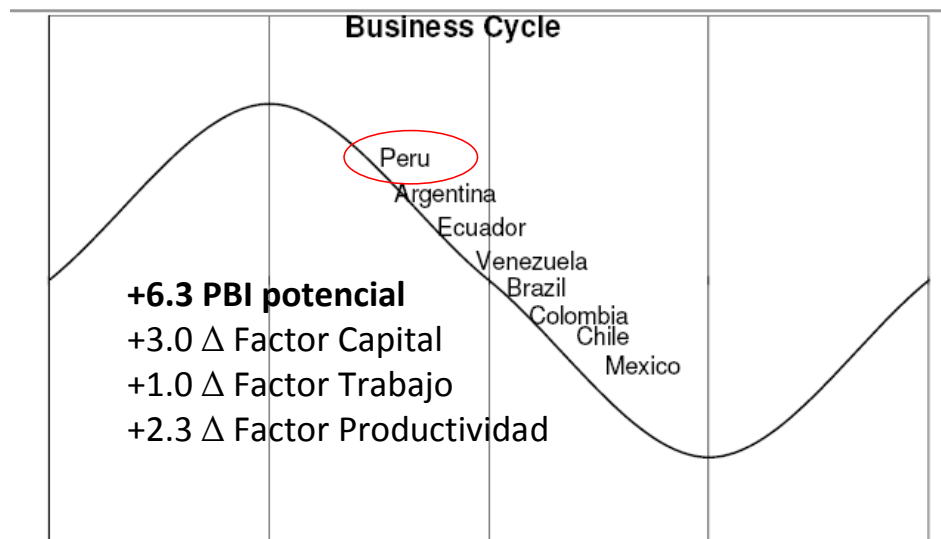 Business Cycle
Peru
Argentina
Ecuador
Venezuela
Brazil
Colombia
Chile
Mexico
+6.3 PBI potencial
+3.0 Δ Factor Capital
+1.0 Δ Factor Trabajo
+2.3 Δ Factor Productividad